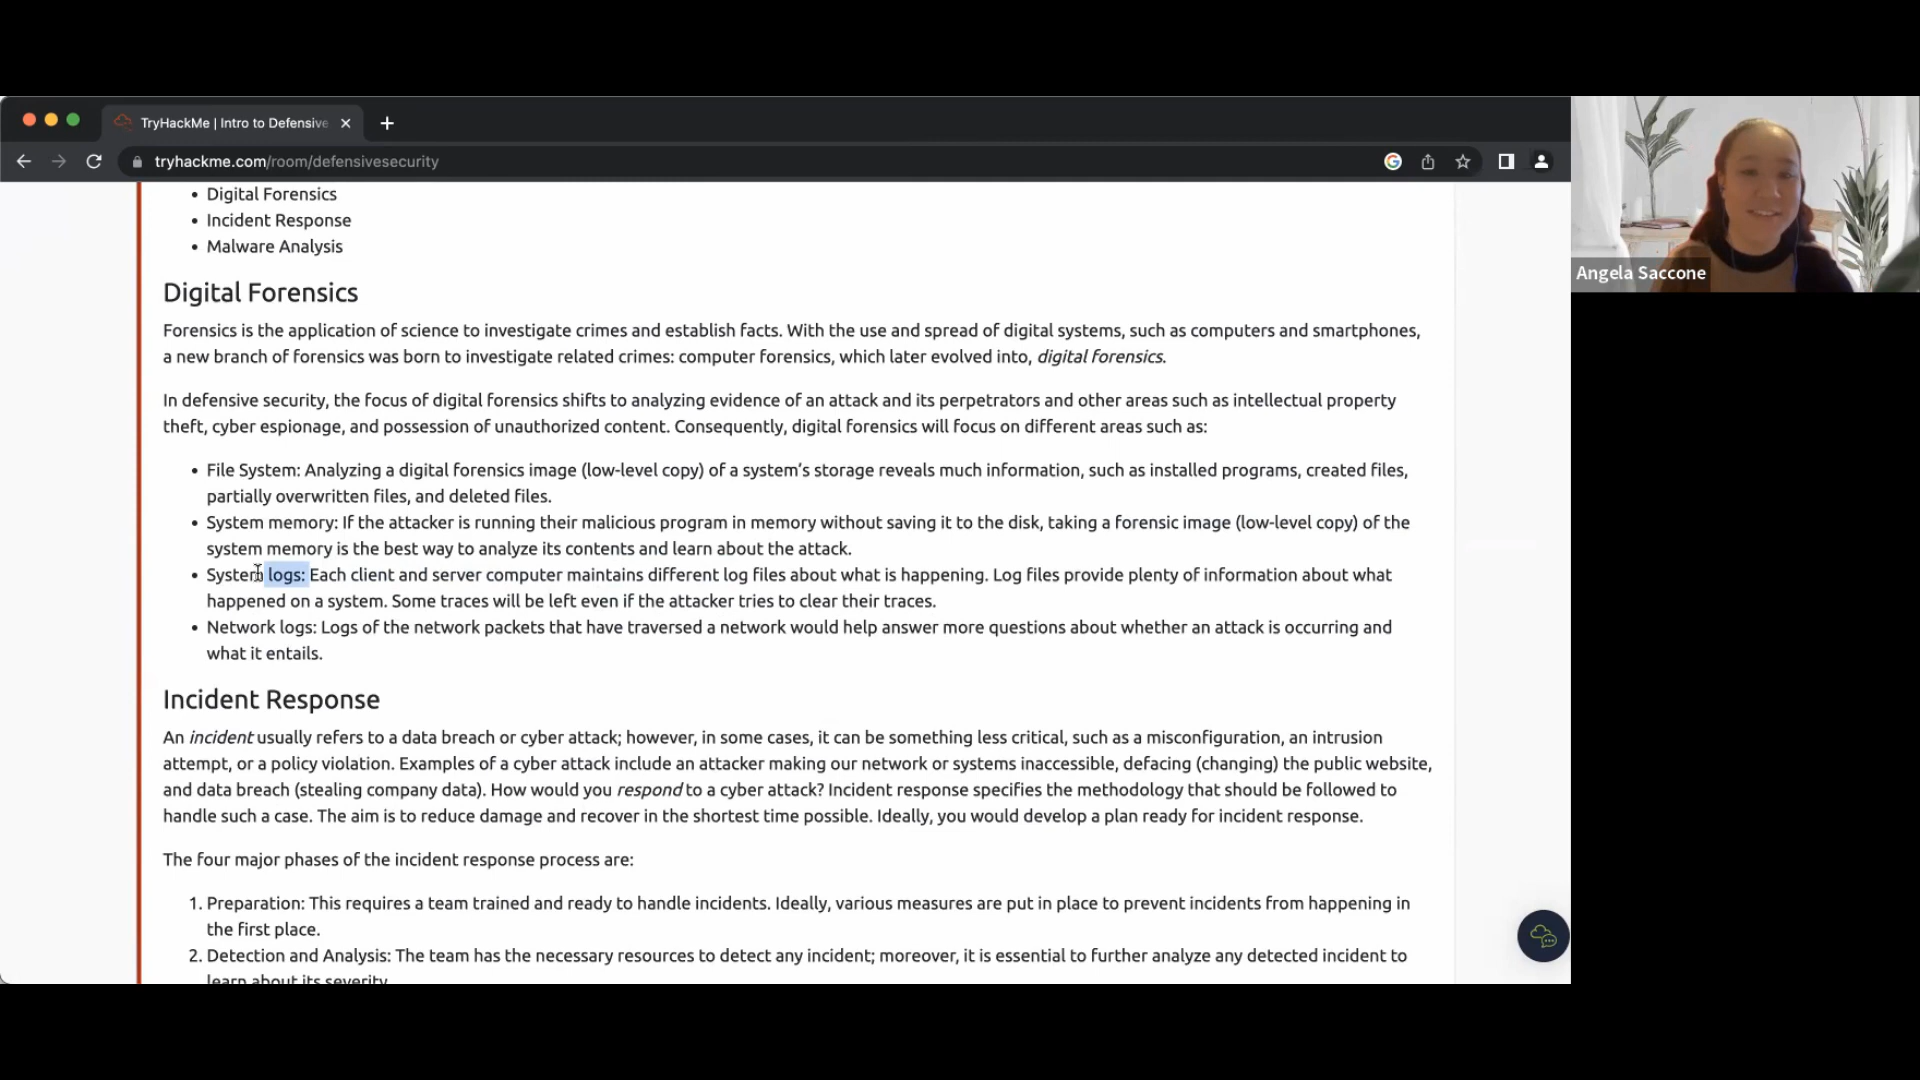 TryHackMe | Intro to Defensive
tryhackme.com/room/defensivesecurity
• Digital Forensics
• Incident Response
• Malware Analysis
Angela Saccone
Digital Forensics
Forensics is the application of science to investigate crimes and establish facts. With the use and spread of digital systems, such as computers and smartphones,
a new branch of forensics was born to investigate related crimes: computer forensics, which later evolved into, digital forensics.
In defensive security, the focus of digital forensics shifts to analyzing evidence of an attack and its perpetrators and other areas such as intellectual property
theft, cyber espionage, and possession of unauthorized content. Consequently, digital forensics will focus on different areas such as:
• File System: Analyzing a digital forensics image (low-level copy) of a system's storage reveals much information, such as installed programs, created files,
partially overwritten files, and deleted files.
• System memory: If the attacker is running their malicious program in memory without saving it to the disk, taking a forensic image (low-level copy) of the
system memory is the best way to analyze its contents and learn about the attack.
• System logs: Each client and server computer maintains different log files about what is happening. Log files provide plenty of information about what
happened on a system. Some traces will be left even if the attacker tries to clear their traces.
• Network logs: Logs of the network packets that have traversed a network would help answer more questions about whether an attack is occurring and
what it entails.
Incident Response
An incident usually refers to a data breach or cyber attack; however, in some cases, it can be something less critical, such as a misconfiguration, an intrusion
attempt, or a policy violation. Examples of a cyber attack include an attacker making our network or systems inaccessible, defacing (changing) the public website,
and data breach (stealing company data). How would you respond to a cyber attack? Incident response specifies the methodology that should be followed to
handle such a case. The aim is to reduce damage and recover in the shortest time possible. Ideally, you would develop a plan ready for incident response.
The four major phases of the incident response process are:
1. Preparation: This requires a team trained and ready to handle incidents. Ideally, various measures are put in place to prevent incidents from happening in
the first place.
2. Detection and Analysis: The team has the necessary resources to detect any incident; moreover, it is essential to further analyze any detected incident to
learn about its severity.